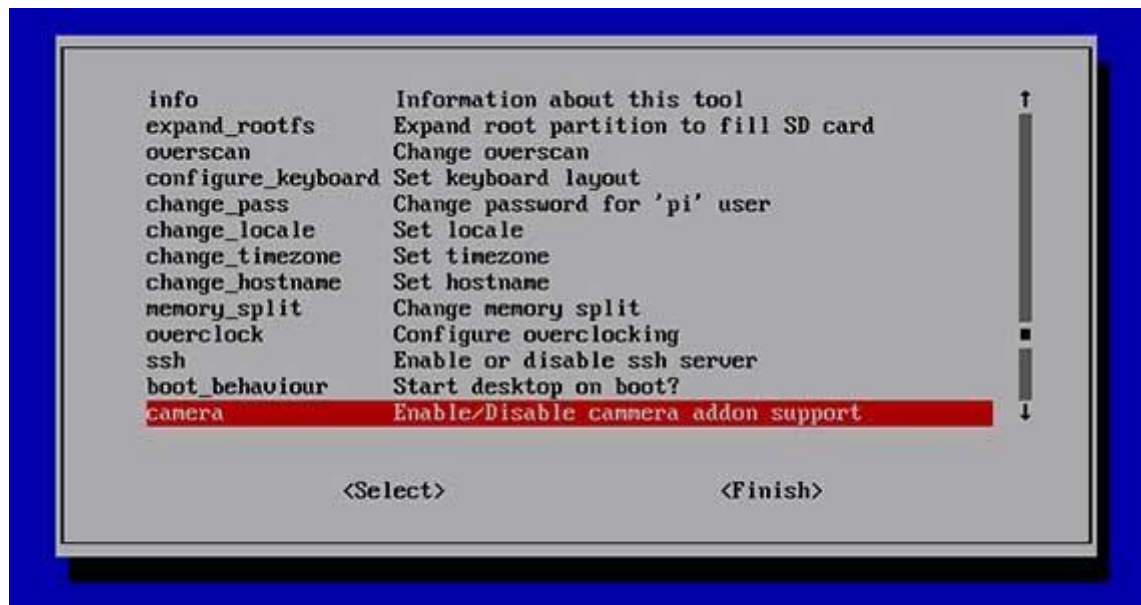 info Information about this tool
expand_rootfs Expand root partition to fill SD card
overscan Change overscan
configure_keyboard Set keyboard layout
change_pass Change password for 'pi' user
change_locale Set locale
change_timezone Set timezone
change_hostname Set hostname
memory_split Change memory split
overclock Configure overclocking
ssh Enable or disable ssh server
boot_behaviour Start desktop on boot?
camera Enable/Disable cammera addon support
<Select> <Finish>